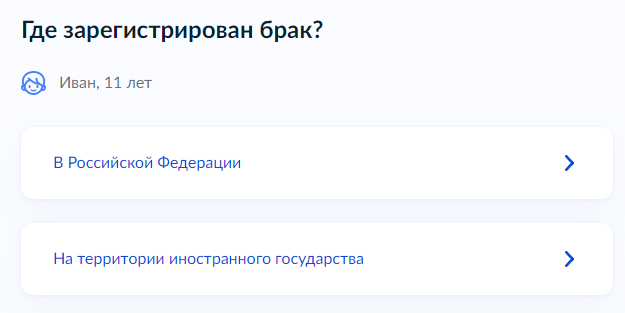 Где зарегистрирован брак?
Иван, 11 лет
В Российской Федерации
На территории иностранного государства